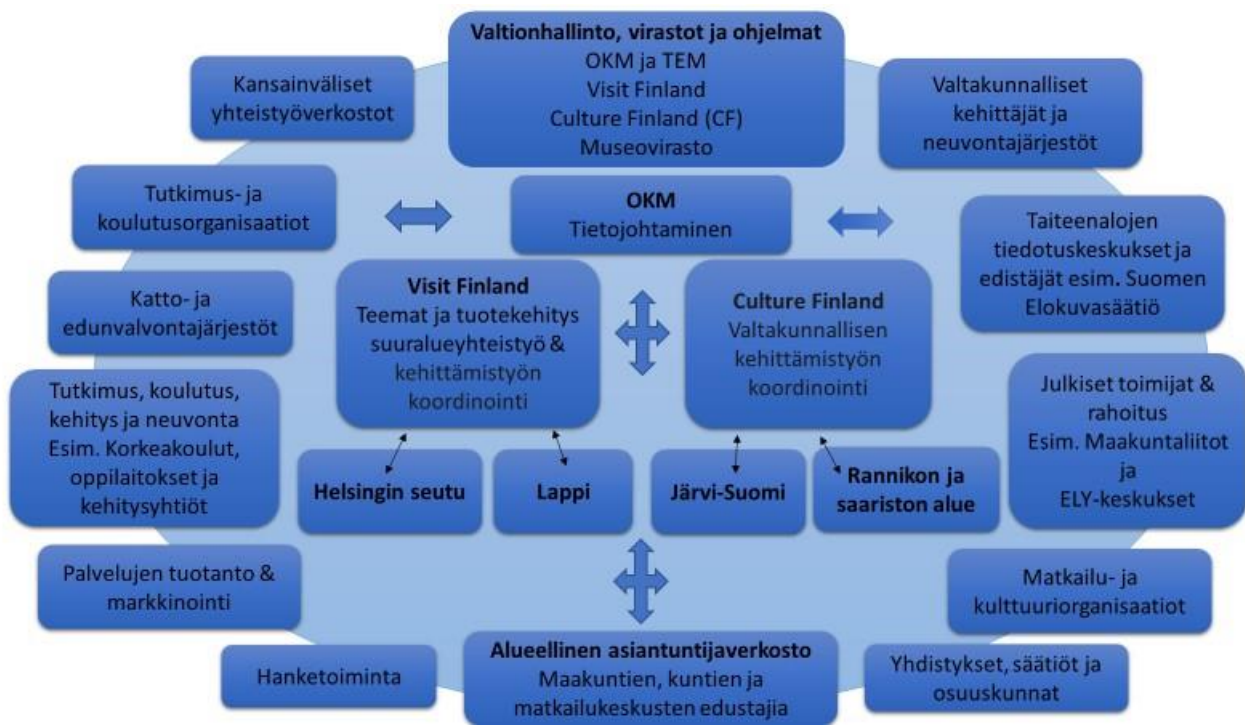 Valtionhallinto, virastot ja ohjelmat
OKM ja TEM
Visit Finland
Culture Finland (CF)
Museovirasto
Kansainväliset
yhteistyöverkostot
Valtakunnalliset
kehittäjät ja
neuvontajärjestöt
Tutkimus- ja
koulutusorganisaatiot
OKM
Tietojohtaminen
Taiteenalojen
tiedotuskeskukset ja
edistäjät esim. Suomen
Elokuvasäätiö
Katto- ja
edunvalvontajärjestöt
Visit Finland
Teemat ja tuotekehitys
suuralueyhteistyö &
kehittämistyön
koordinointi
Culture Finland
Valtakunnallisen
kehittämistyön
koordinointi
Tutkimus, koulutus,
kehitys ja neuvonta
Esim. Korkeakoulut,
oppilaitokset ja
kehitysyhtiöt
Julkiset toimijat &
rahoitus
Esim. Maakuntaliitot
ja
ELY-keskukset
Helsingin seutu
Lappi
Järvi-Suomi
Rannikon ja
saariston alue
Palvelujen tuotanto &
markkinointi
Matkailu- ja
kulttuuriorganisaatiot
Hanketoiminta
Alueellinen asiantuntijaverkosto
Maakuntien, kuntien ja
matkailukeskusten edustajia
Yhdistykset, säätiöt ja
osuuskunnat